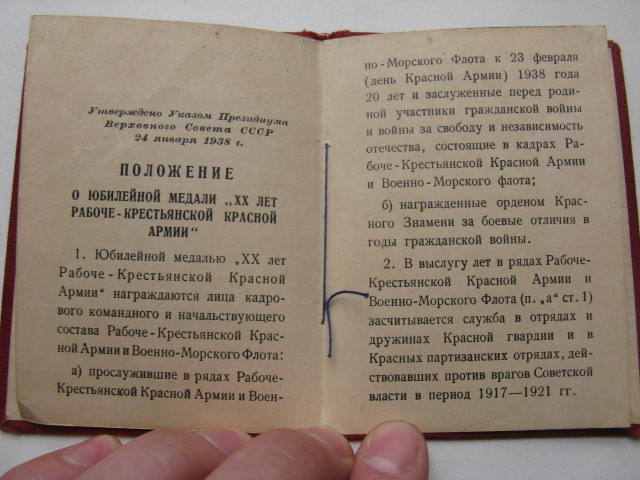 Утверждено Указом Президиума
Верховного Совета СССР
24 января 1938 г.
ПОЛОЖЕНИЕ
О ЮБИЛЕЙНОЙ МЕДАЛИ „XX ЛЕТ
РАБОЧЕ-КРЕСТЬЯНСКОЙ КРАСНОЙ
АРМИИ"
1. Юбилейной медалью „XX лет
Рабоче-Крестьянской Красной
Армии" награждаются лица кадро-
вого командного и начальствующего
состава Рабоче-Крестьянской Крас-
ной Армии и Военно-Морского Флота:
а) прослужившие в рядах Рабоче-
Крестьянской Красной Армии и Воен-
но-Морского Флота к 23 февраля
(день Красной Армии) 1938 года
20 лет и заслуженные перед роди-
ной участники гражданской войны
и войны за свободу и независимость
отечества, состоящие в кадрах Ра-
боче-Крестьянской Красной Армии
и Военно-Морского флота;
б) награжденные орденом Крас-
ного Знамени за боевые отличия в
годы гражданской войны.
2. В выслугу лет в рядах Рабоче-
Крестьянской Красной Армии и
Военно-Морского Флота (п. „а" ст. 1)
засчитывается служба в отрядах и
дружинах Красной гвардии и в
Красных партизанских отрядах, дей-
ствовавших против врагов Советской
власти в период 1917—1921 гг.